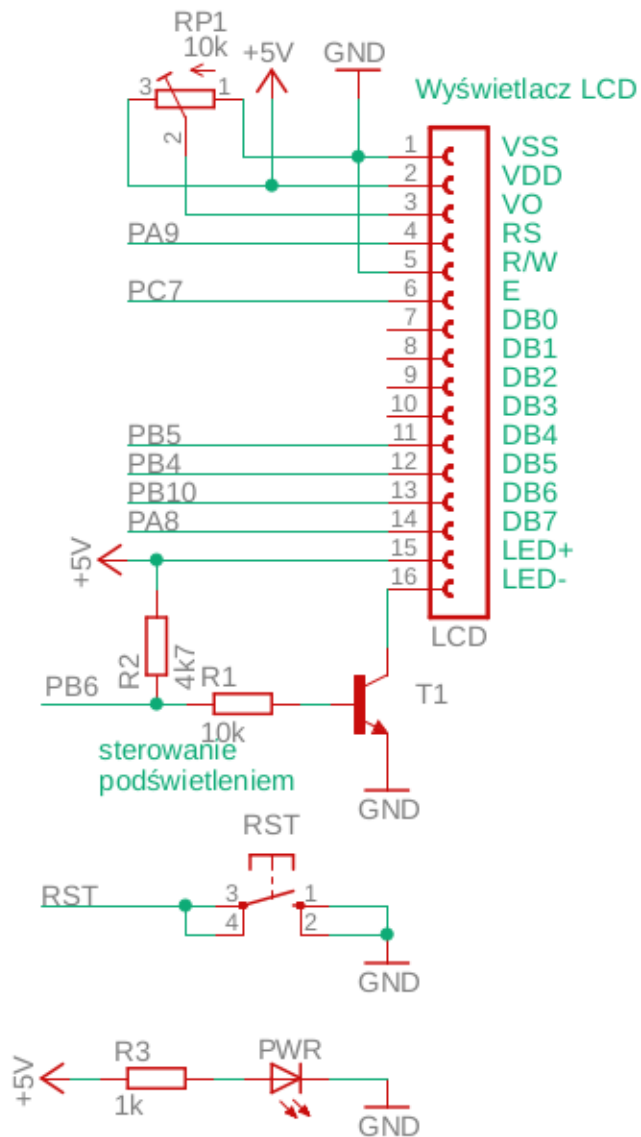 RP1
10k
+5V
GND
Wyświetlacz LCD
3
1
2
1
VSS
2
VDD
3
VO
PA9
4
RS
5
R/W
PC7
6
E
7
DB0
8
DB1
9
DB2
10
DB3
PB5
11
DB4
PB4
12
DB5
PB10
13
DB6
PA8
14
DB7
+5V
15
LED+
16
LED-
LCD
R2
4k7
R1
10k
PB6
T1
sterowanie
podświetleniem
GND
RST
RST
3
1
4
2
GND
+5V
R3
1k
PWR
GND